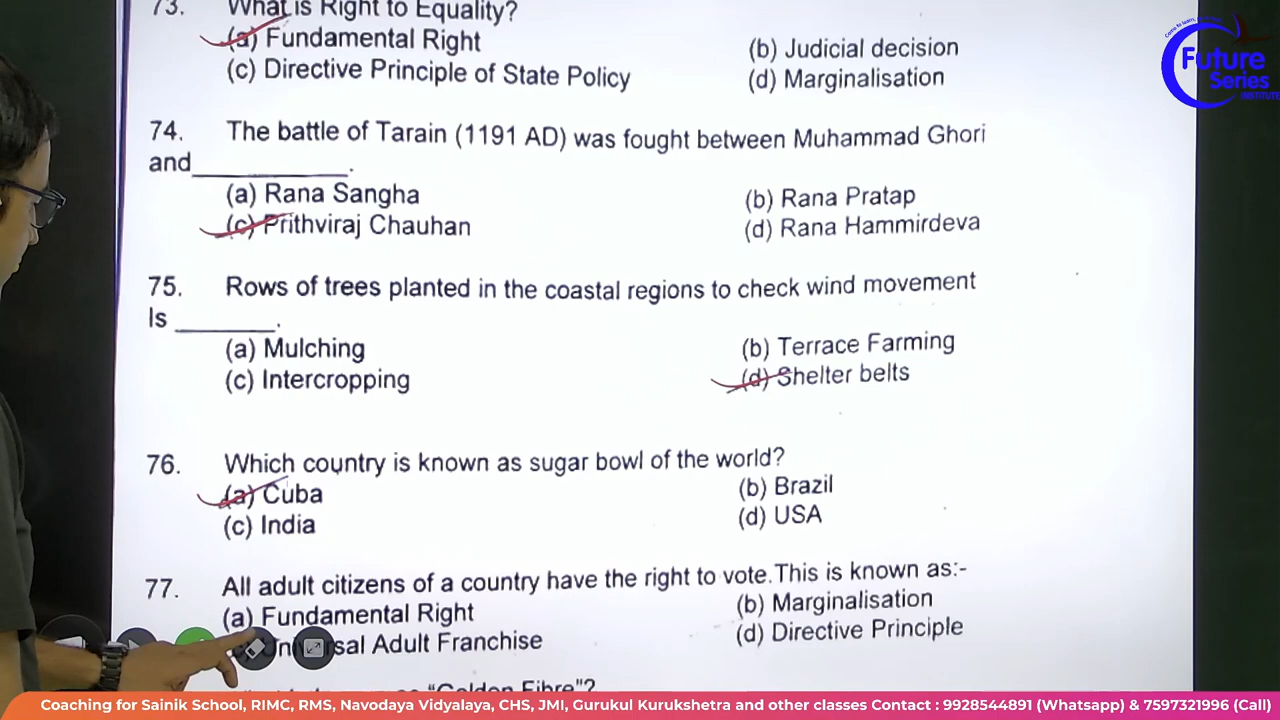 73. What is Right to Equality?
(a) Fundamental Right (b) Judicial decision
(c) Directive Principle of State Policy (d) Marginalisation
74. The battle of Tarain (1191 AD) was fought between Muhammad Ghori
and____________.
(a) Rana Sangha (b) Rana Pratap
(c) Prithviraj Chauhan (d) Rana Hammirdeva
75. Rows of trees planted in the coastal regions to check wind movement
Is ________.
(a) Mulching (b) Terrace Farming
(c) Intercropping (d) Shelter belts
76. Which country is known as sugar bowl of the world?
(a) Cuba (b) Brazil
(c) India (d) USA
77. All adult citizens of a country have the right to vote.This is known as:-
(a) Fundamental Right (b) Marginalisation
Adult Franchise (d) Directive Principle
"Golden Fibre"?
Future
Series
INSTITUTE
Coaching for Sainik School, RIMC, RMS, Navodaya Vidyalaya, CHS, JMI, Gurukul Kurukshetra and other classes Contact : 9928544891 (Whatsapp) & 7597321996 (Call)